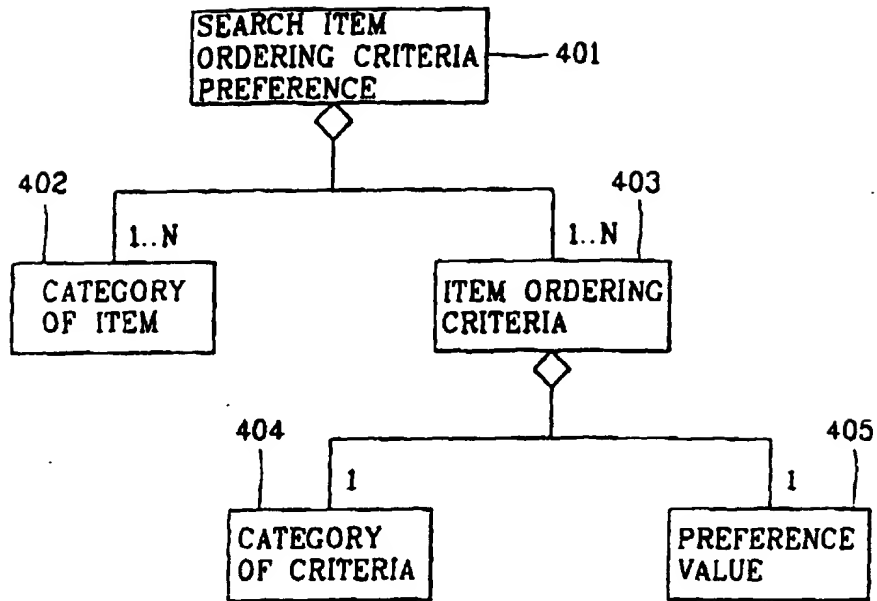 SEARCH ITEM
ORDERING CRITERIA
PREFERENCE
401
402
403
1..N
1..N
CATEGORY
OF ITEM
ITEM ORDERING
CRITERIA
404
405
1
1
CATEGORY
OF CRITERIA
PREFERENCE
VALUE